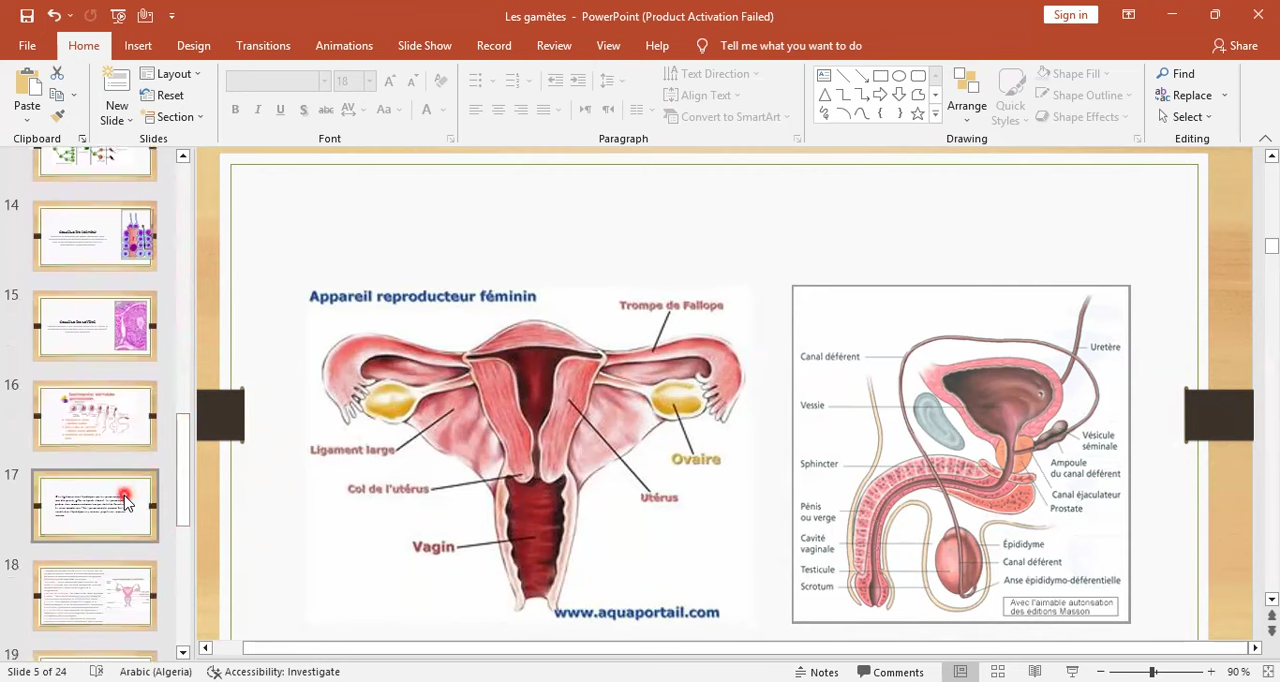 Les gamètes - PowerPoint (Product Activation Failed)
Sign in
File Home Insert Design Transitions Animations Slide Show Record Review View Help Tell me what you want to do Share
Paste
New Slide
Layout
Reset
Section
18
Text Direction
Align Text
Convert to SmartArt
Arrange
Quick Styles
Shape Fill
Shape Outline
Shape Effects
Find
Replace
Select
Clipboard Slides Font Paragraph Drawing Editing
14
15
16
17
18
19
Appareil reproducteur féminin
Trompe de Fallope
Ligament large
Ovaire
Col de l'utérus
Utérus
Vagin
www.aquaportail.com
Canal déférent
Uretère
Vessie
Vésicule séminale
Sphincter
Ampoule du canal déférent
Canal éjaculateur
Pénis ou verge
Prostate
Cavité vaginale
Épididyme
Testicule
Canal déférent
Scrotum
Anse épididymo-déférentielle
Avec l'aimable autorisation
des editions Masson
Slide 5 of 24 Arabic (Algeria) Accessibility: Investigate Notes Comments 90 %